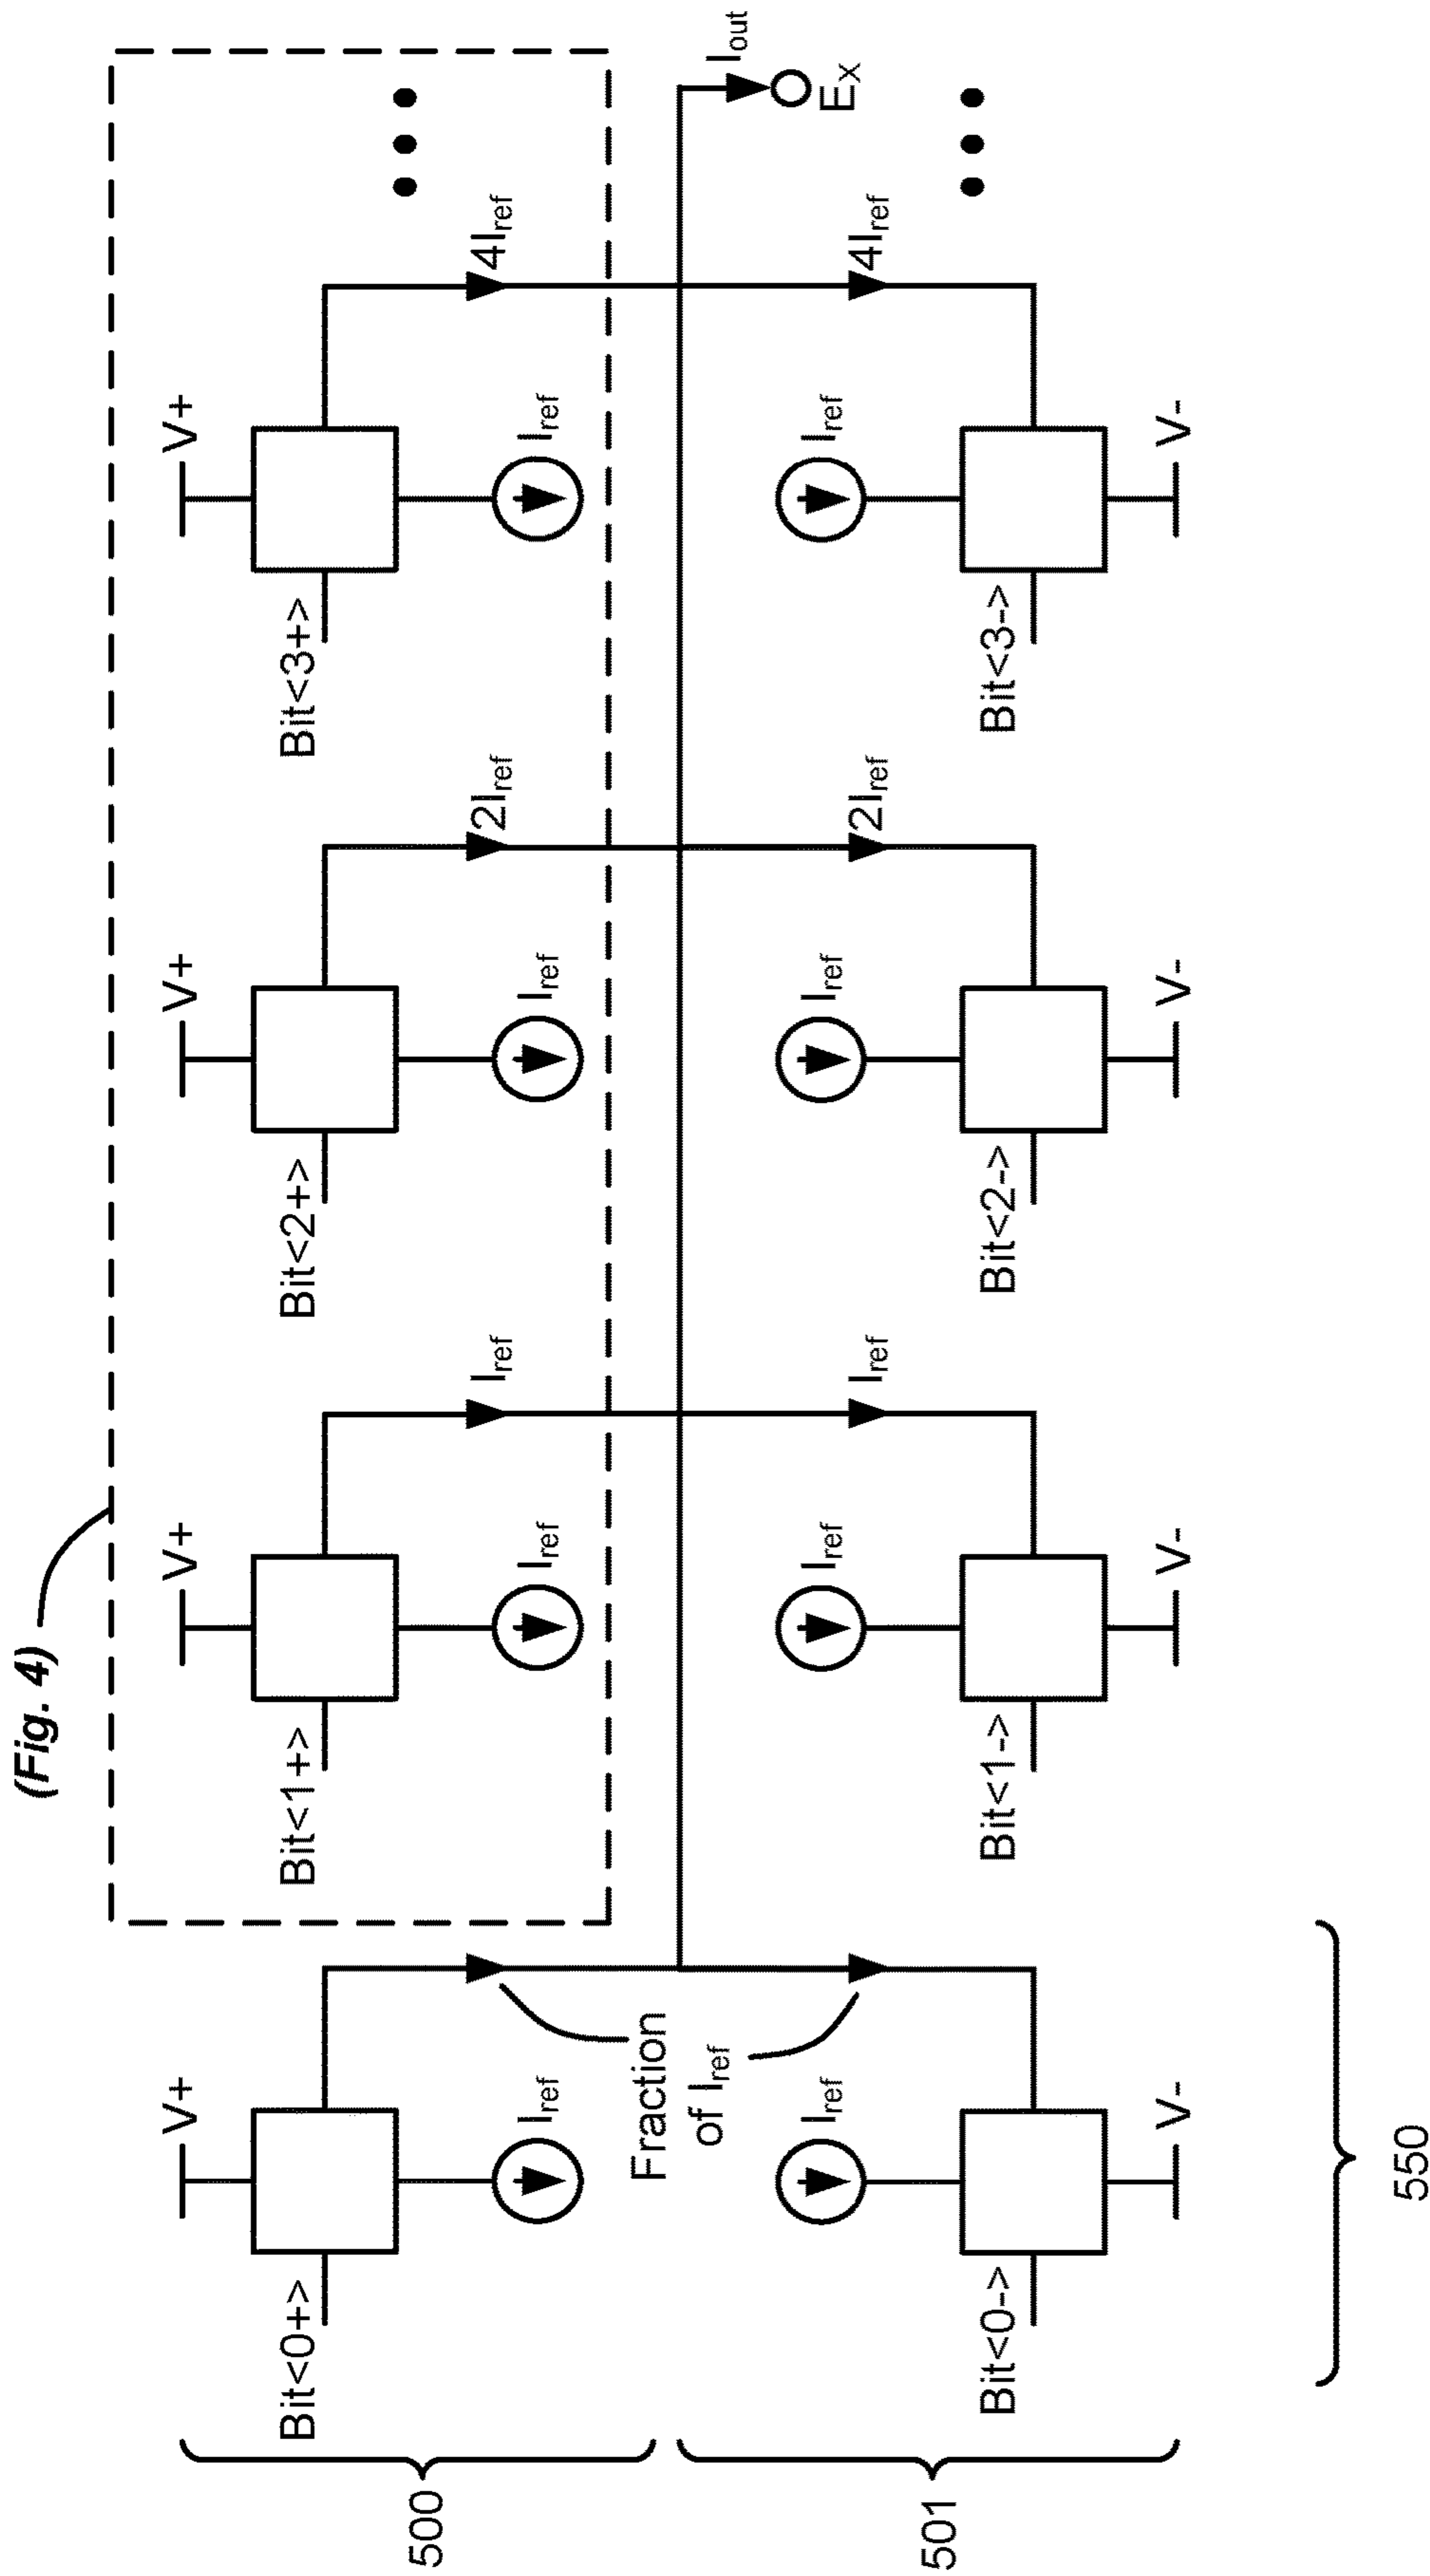 (Fig. 4)
V+
V+
V+
V+
Bit<0+>
Bit<1+>
Bit<2+>
Bit<3+>
Iref
Iref
Iref
Iref
Iref
2Iref
4Iref
500
Fraction
of Iref
Iout
EX
Iref
Iref
Iref
Iref
Iref
2Iref
4Iref
501
Bit<0->
Bit<1->
Bit<2->
Bit<3->
V-
V-
V-
V-
550